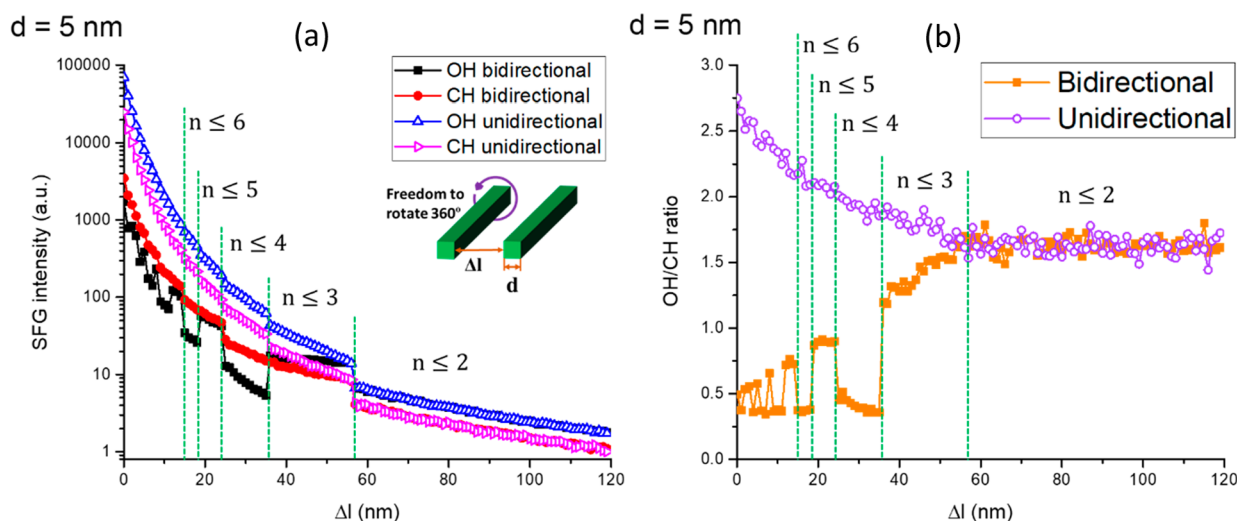 d = 5 nm
(a)
100000
10000
1000
100
10
1
SFG intensity (a.u.)
n ≤ 6
n ≤ 5
n ≤ 4
n ≤ 3
n ≤ 2
OH bidirectional
CH bidirectional
OH unidirectional
CH unidirectional
Freedom to
rotate 360°
Δl
d
0 20 40 60 80 100 120
Δl (nm)
d = 5 nm
(b)
3.0
2.5
2.0
1.5
1.0
0.5
0.0
OH/CH ratio
n ≤ 6
n ≤ 5
n ≤ 4
n ≤ 3
n ≤ 2
Bidirectional
Unidirectional
0 20 40 60 80 100 120
Δl (nm)